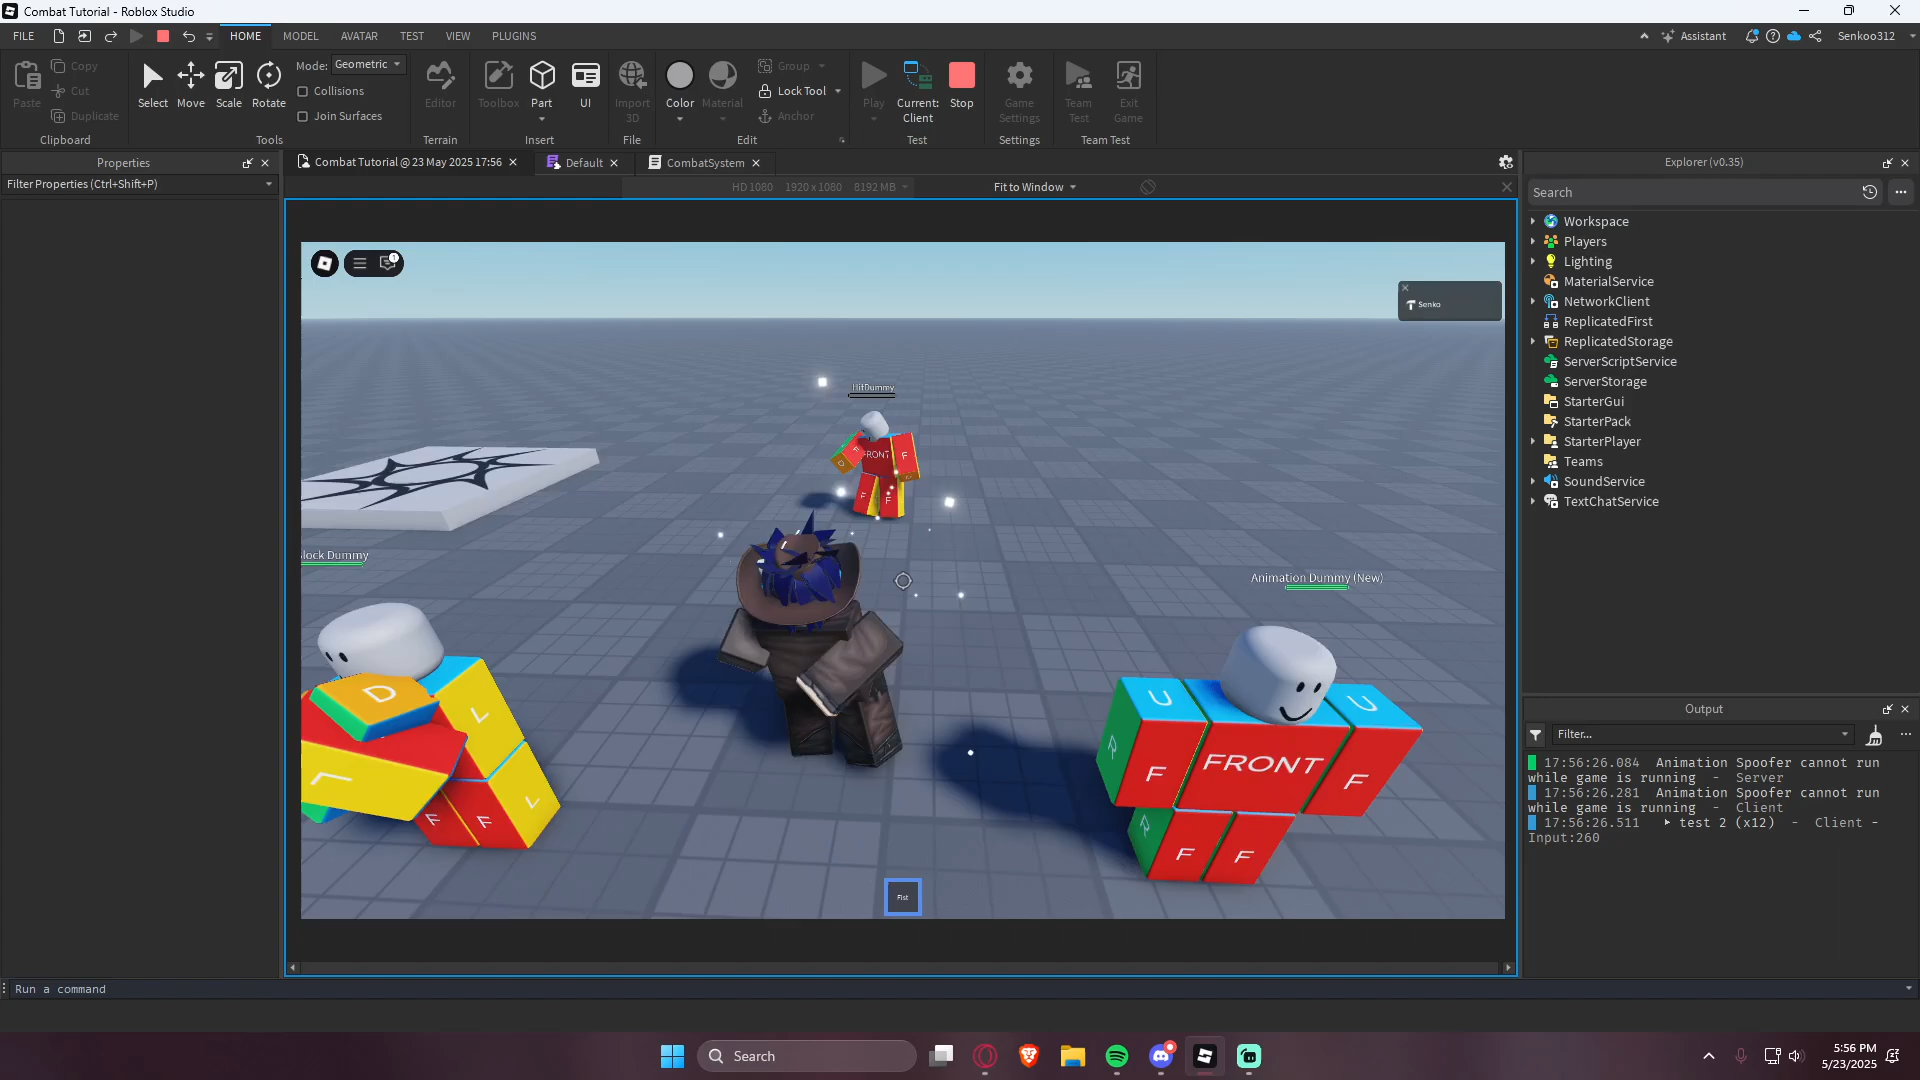 Combat Tutorial - Roblox Studio
FILE HOME MODEL AVATAR TEST VIEW PLUGINS Assistant Senkoo312
Paste Copy Cut Duplicate Clipboard
Select Move Scale Rotate Mode: Geometric Collisions Join Surfaces Tools
Editor Terrain
Toolbox Part UI Insert
Import 3D File
Color Material Group Lock Tool Anchor Edit
Play Current: Client Stop Test
Game Settings Settings
Team Test Exit Game Team Test
Properties
Filter Properties (Ctrl+Shift+P)
Combat Tutorial @ 23 May 2025 17:56 Default CombatSystem
HD 1080 1920 x 1080 8192 MB Fit to Window
1
Senko
HitDummy
FRONT F
F F
lock Dummy
Animation Dummy (New)
D L
L
L
F F
U U
R F FRONT F
R F F
Fist
Explorer (v0.35)
Search
Workspace
Players
Lighting
MaterialService
NetworkClient
ReplicatedFirst
ReplicatedStorage
ServerScriptService
ServerStorage
StarterGui
StarterPack
StarterPlayer
Teams
SoundService
TextChatService
Output
Filter...
17:56:26.084 Animation Spoofer cannot run
while game is running - Server
17:56:26.281 Animation Spoofer cannot run
while game is running - Client
17:56:26.511 test 2 (x12) - Client -
Input:260
Run a command
Search
5:56 PM
5/23/2025